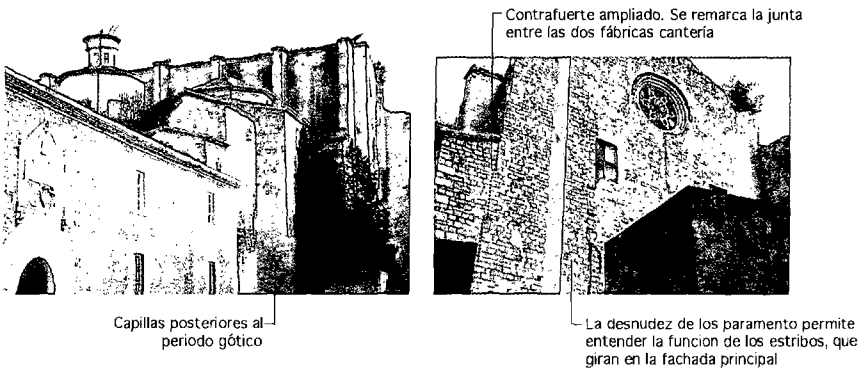 Contrafuerte ampliado. Se remarca la junta
entre las dos fábricas cantería
Capillas posteriores al
periodo gótico
La desnudez de los paramento permite
entender la funcion de los estribos, que
giran en la fachada principal